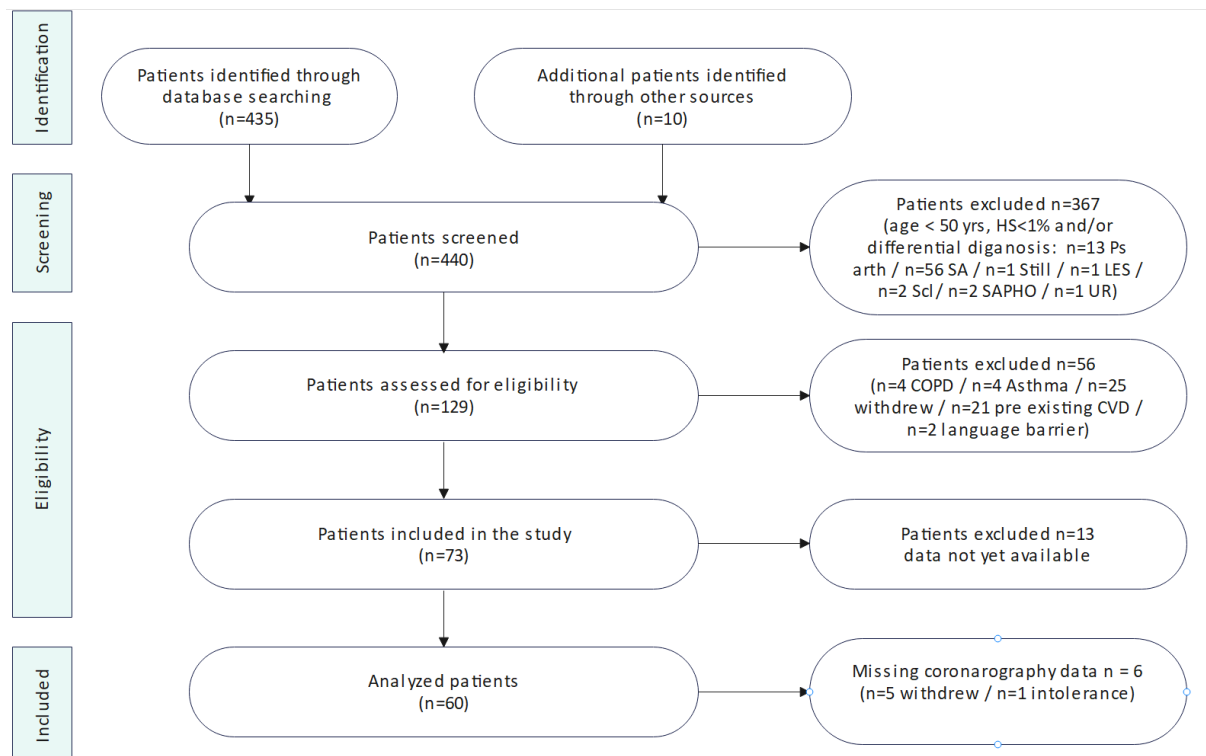 Identification
Patients identified through
database searching
(n=435)
Additional patients identified
through other sources
(n=10)
Screening
Patients screened
(n=440)
Patients excluded n=367
(age < 50 yrs, HS<1% and/or
differential diganosis: n=13 Ps
arth / n=56 SA / n=1 Still / n=1 LES /
n=2 Scl/ n=2 SAPHO / n=1 UR)
Eligibility
Patients assessed for eligibility
(n=129)
Patients excluded n=56
(n=4 COPD / n=4 Asthma / n=25
withdrew / n=21 pre existing CVD /
n=2 language barrier)
Patients included in the study
(n=73)
Patients excluded n=13
data not yet available
Included
Analyzed patients
(n=60)
Missing coronarography data n = 6
(n=5 withdrew / n=1 intolerance)